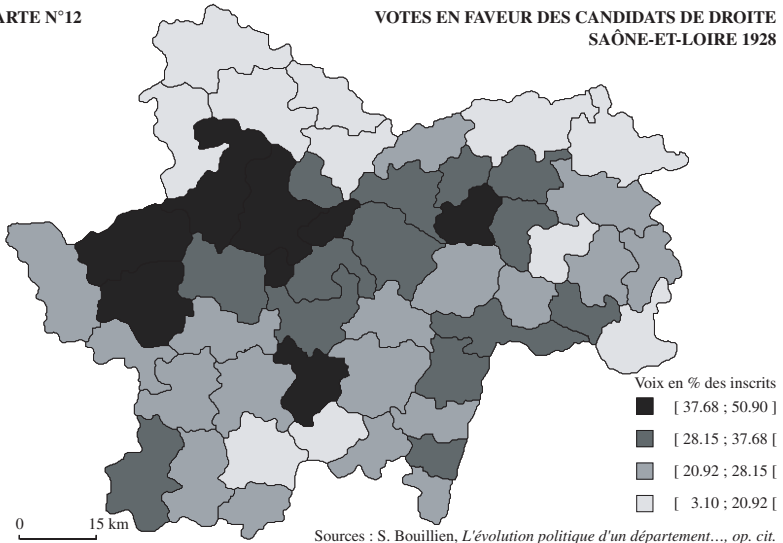 ARTE N°12
VOTES EN FAVEUR DES CANDIDATS DE DROITE
SAÔNE-ET-LOIRE 1928
Voix en % des inscrits
[ 37.68 ; 50.90 ]
[ 28.15 ; 37.68 [
[ 20.92 ; 28.15 [
[ 3.10 ; 20.92 [
0 15 km
Sources : S. Bouillien, L'évolution politique d'un département..., op. cit.